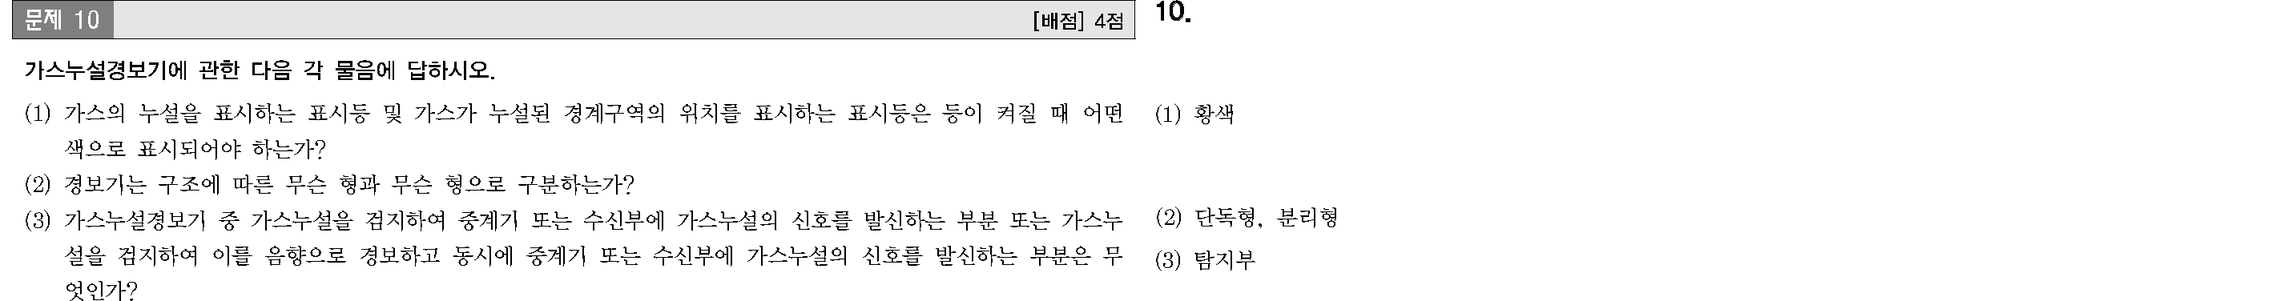 문제 10
[배점] 4점
가스누설경보기에 관한 다음 각 물음에 답하시오.
(1) 가스의 누설을 표시하는 표시등 및 가스가 누설된 경계구역의 위치를 표시하는 표시등은 등이 켜질 때 어떤
색으로 표시되어야 하는가?
(2) 경보기는 구조에 따른 무슨 형과 무슨 형으로 구분하는가?
(3) 가스누설경보기 중 가스누설을 검지하여 중계기 또는 수신부에 가스누설의 신호를 발신하는 부분 또는 가스누
설을 검지하여 이를 음향으로 경보하고 동시에 중계기 또는 수신부에 가스누설의 신호를 발신하는 부분은 무
엇인가?
10.
(1) 황색
(2) 단독형, 분리형
(3) 탐지부